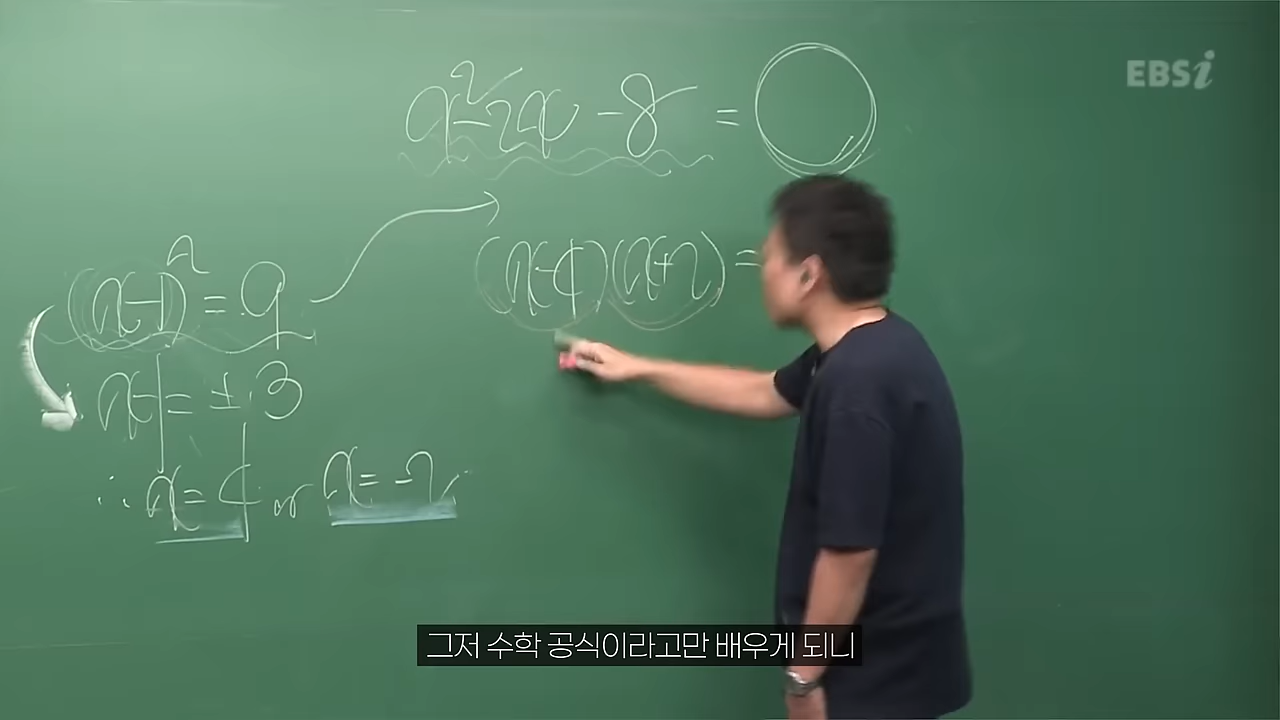 EBSi
x²-2x-8=0
(x-4)(x+2)=
(x-1)²=9
x-1=±3
∴x=4 or x=-2
그저 수학 공식이라고만 배우게 되니